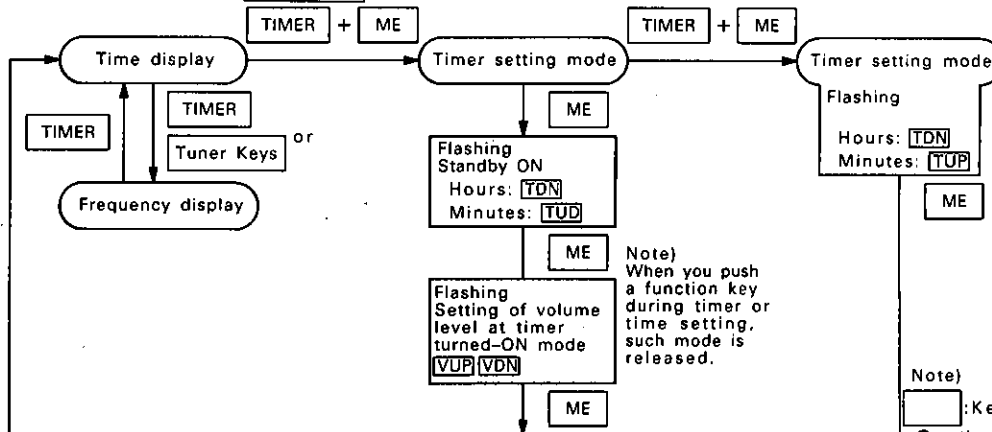 TIMER + ME
TIMER + ME
Time display
Timer setting mode
Timer setting mode
TIMER
TIMER
or
Tuner Keys
Frequency display
ME
Flashing
Standby ON
Hours: TDN
Minutes: TUD
ME
Flashing
Setting of volume
level at timer
turned-ON mode
VUP VDN
ME
Note)
When you push
a function key
during timer or
time setting,
such mode is
released.
Flashing
Hours: TDN
Minutes: TUP
ME
Note)
:Ke